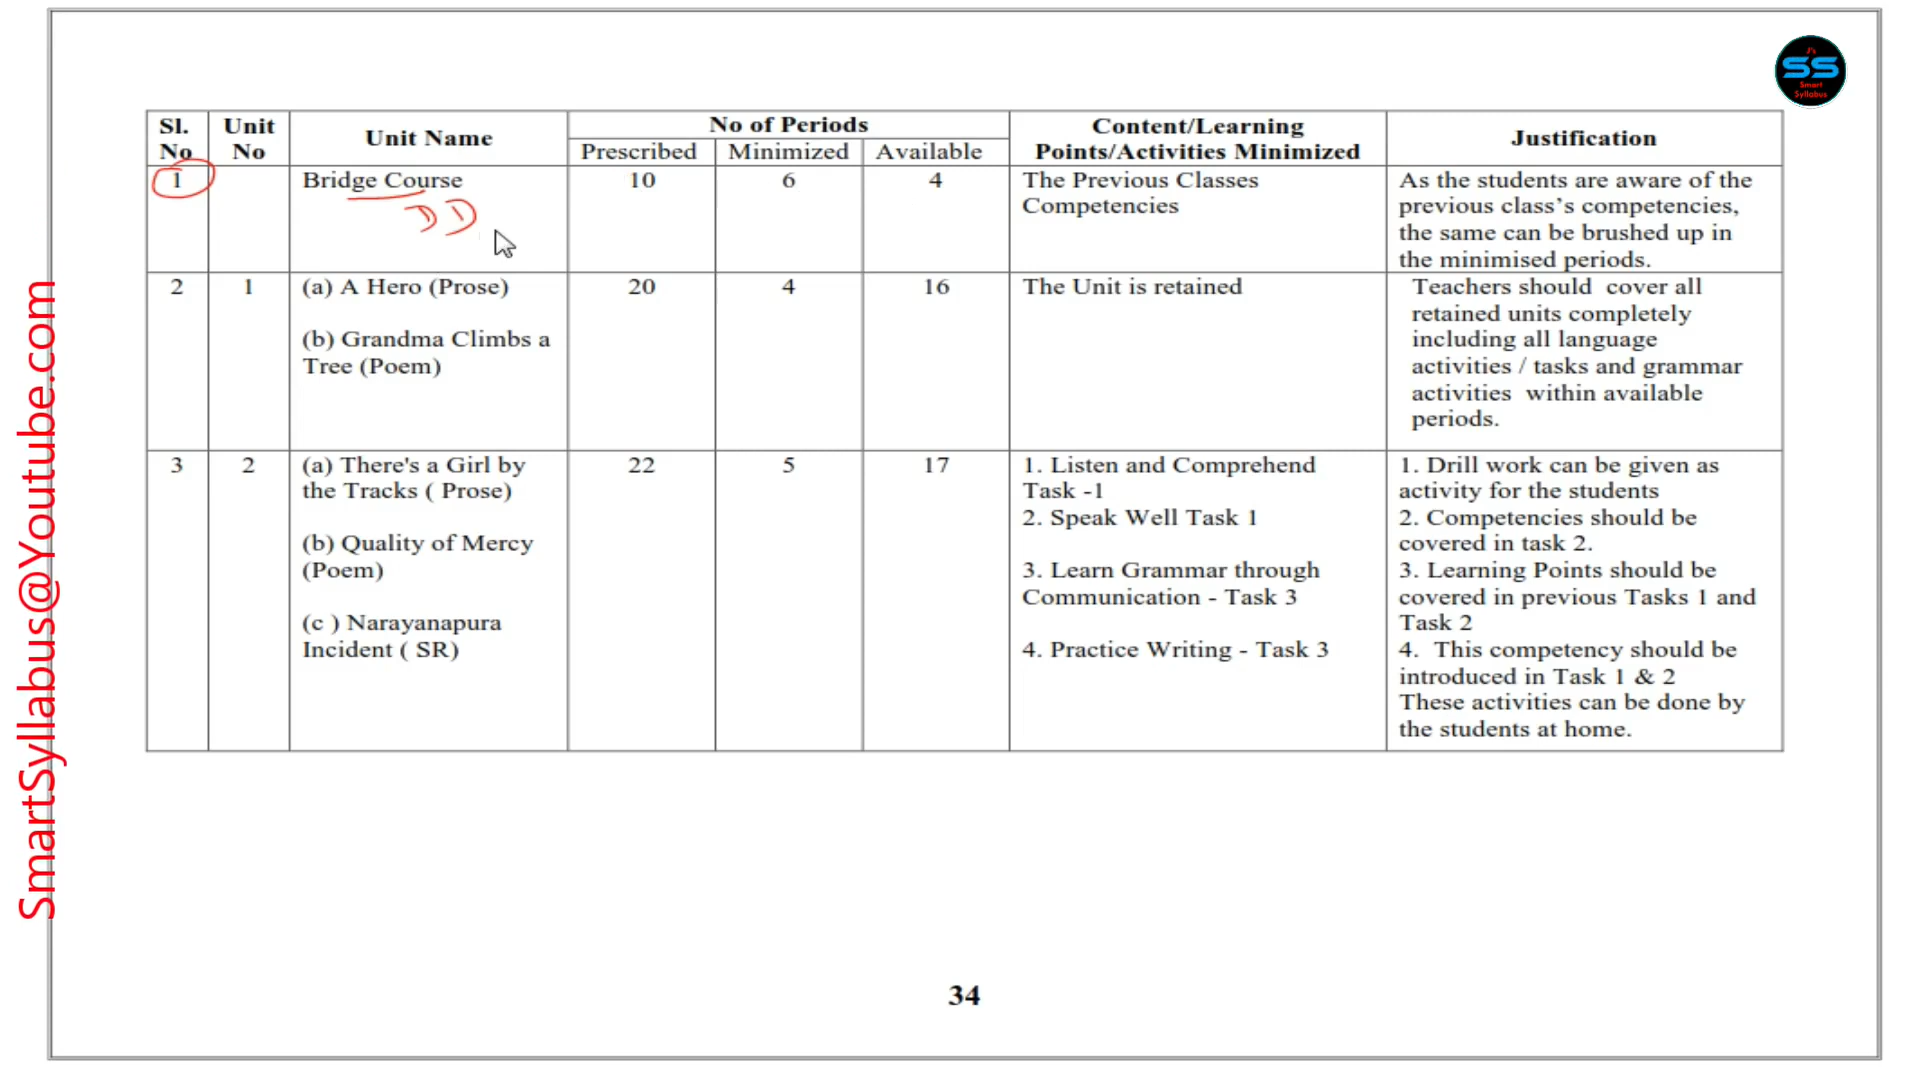 J's
SS
Smart
Syllabus
SmartSyllabus@Youtube.com
Sl. No
Unit No
Unit Name
No of Periods
Prescribed
Minimized
Available
Content/Learning
Points/Activities Minimized
Justification
1
Bridge Course
10
6
4
The Previous Classes
Competencies
As the students are aware of the
previous class’s competencies,
the same can be brushed up in
the minimised periods.
2
1
(a) A Hero (Prose)
(b) Grandma Climbs a
Tree (Poem)
20
4
16
The Unit is retained
Teachers should cover all
retained units completely
including all language
activities / tasks and grammar
activities within available
periods.
3
2
(a) There's a Girl by
the Tracks ( Prose)
(b) Quality of Mercy
(Poem)
(c ) Narayanapura
Incident ( SR)
22
5
17
1. Listen and Comprehend
Task -1
2. Speak Well Task 1
3. Learn Grammar through
Communication - Task 3
4. Practice Writing - Task 3
1. Drill work can be given as
activity for the students
2. Competencies should be
covered in task 2.
3. Learning Points should be
covered in previous Tasks 1 and
Task 2
4. This competency should be
introduced in Task 1 & 2
These activities can be done by
the students at home.
34